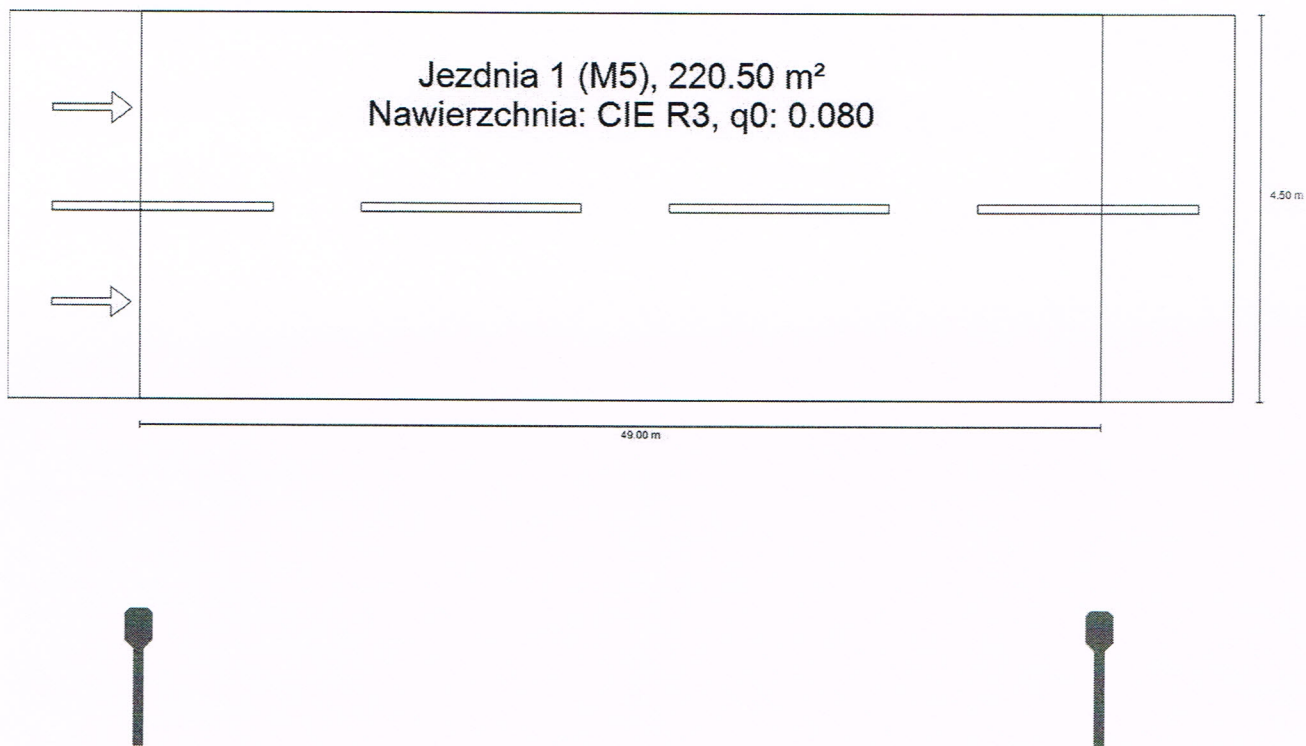 Jezdnia 1 (M5), 220.50 m²
Nawierzchnia: CIE R3, q0: 0.080
4.50 m
49.00 m